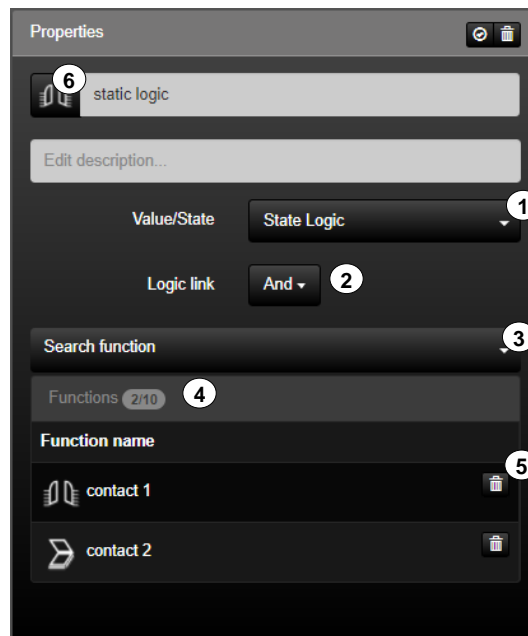 Properties
6
static logic
Edit description...
1
Value/State State Logic
Logic link And 2
Search function 3
Functions 2/10 4
Function name
5
contact 1
contact 2